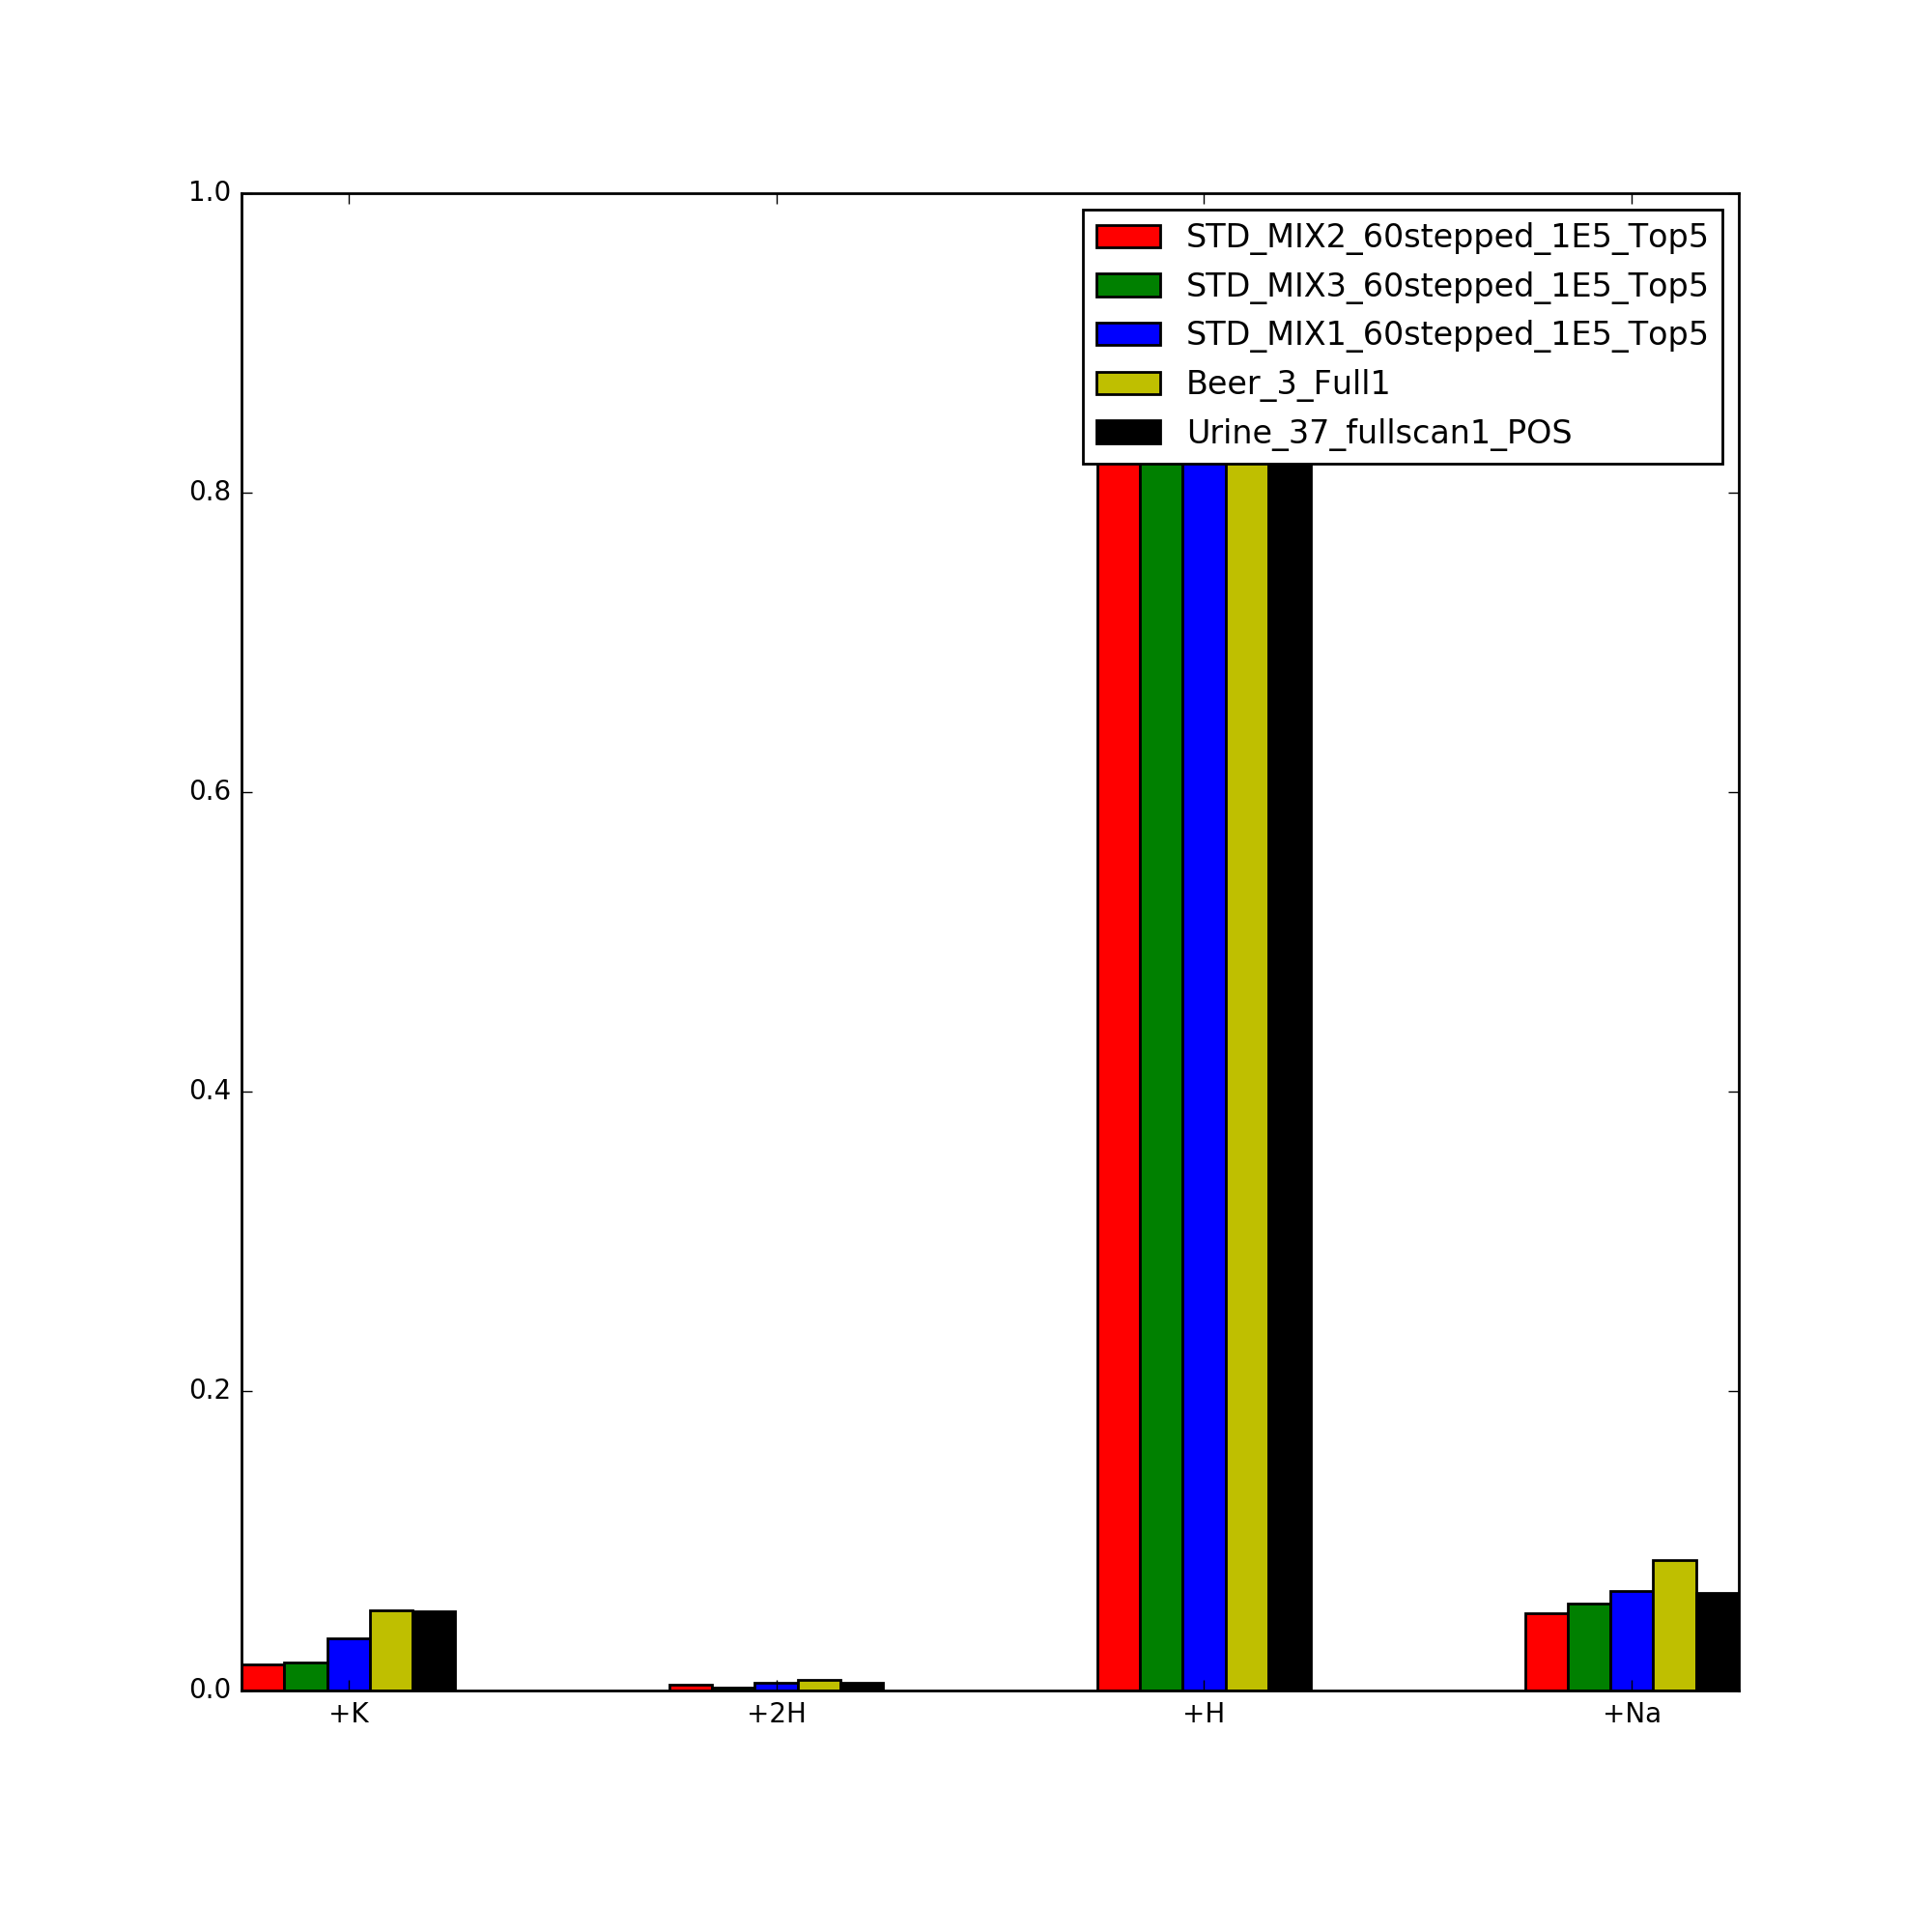 1.0
0.8
0.6
0.4
0.2
0.0
STD_MIX2_60stepped_1E5_Top5
STD_MIX3_60stepped_1E5_Top5
STD_MIX1_60stepped_1E5_Top5
Beer_3_Full1
Urine_37_fullscan1_POS
+K +2H +H +Na